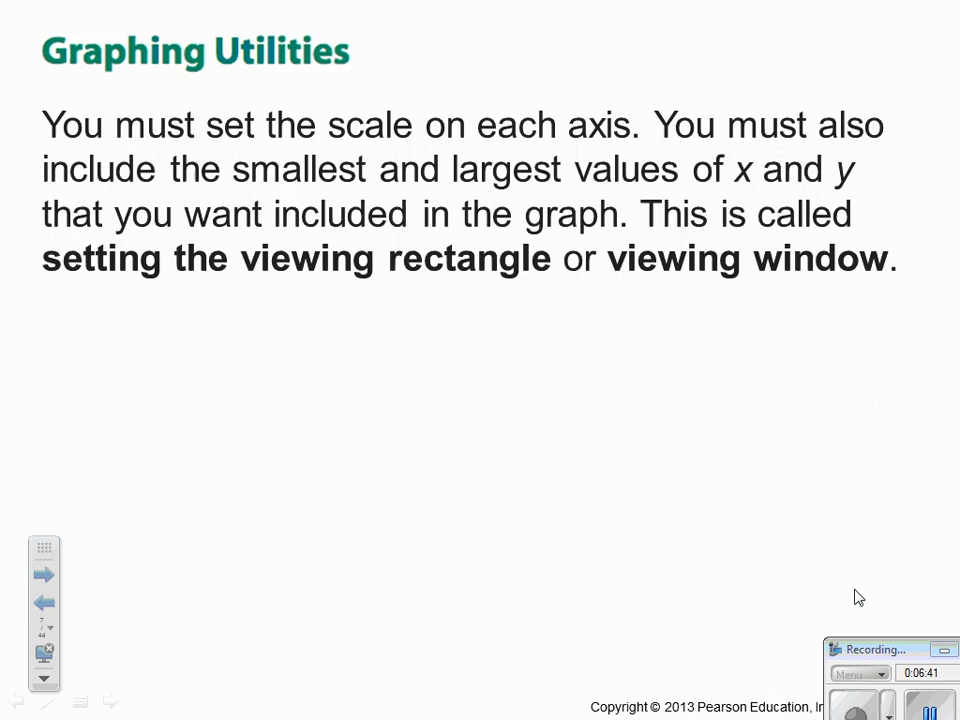 Graphing Utilities
You must set the scale on each axis. You must also
include the smallest and largest values of x and y
that you want included in the graph. This is called
setting the viewing rectangle or viewing window.
7
/
44
Recording...
Menu
0:06:41
Copyright © 2013 Pearson Education, In